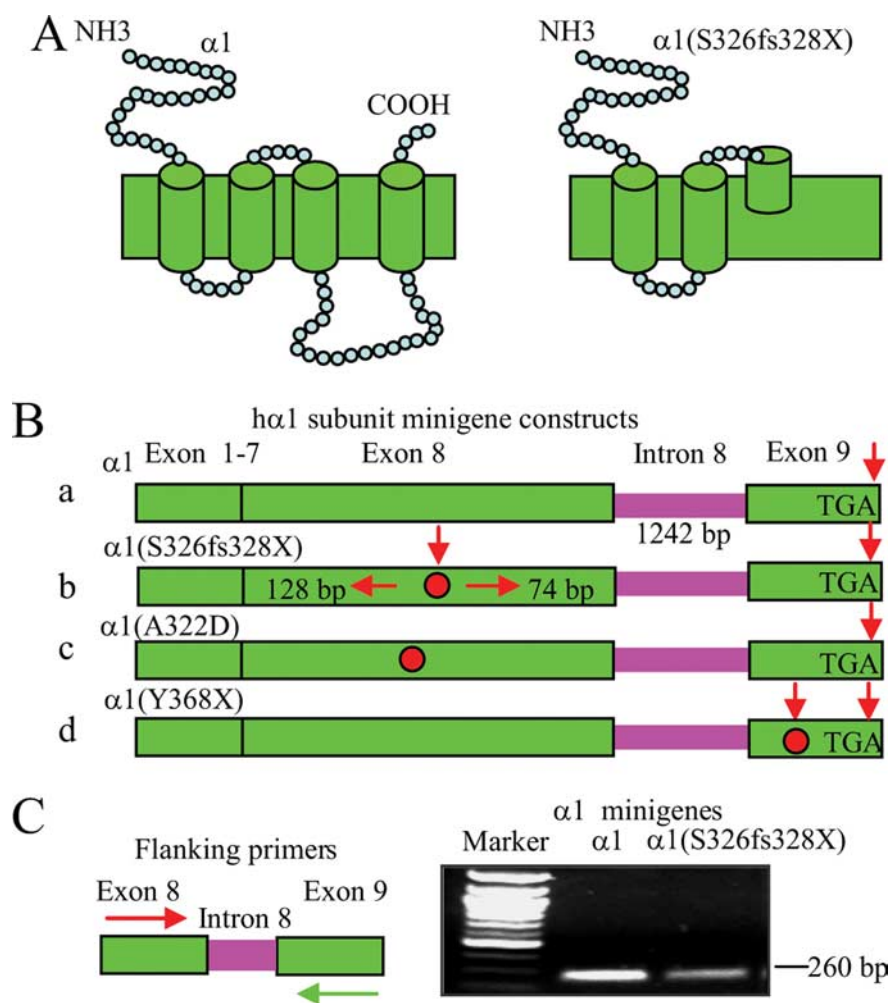 A
NH3
α1
COOH
NH3
α1(S326fs328X)
B
hα1 subunit minigene constructs
α1
Exon 1-7
Exon 8
Intron 8
Exon 9
a
TGA
1242 bp
α1(S326fs328X)
b
128 bp
74 bp
TGA
α1(A322D)
c
TGA
α1(Y368X)
d
TGA
C
Flanking primers
Exon 8
Exon 9
Intron 8
α1 minigenes
Marker
α1
α1(S326fs328X)
260 bp